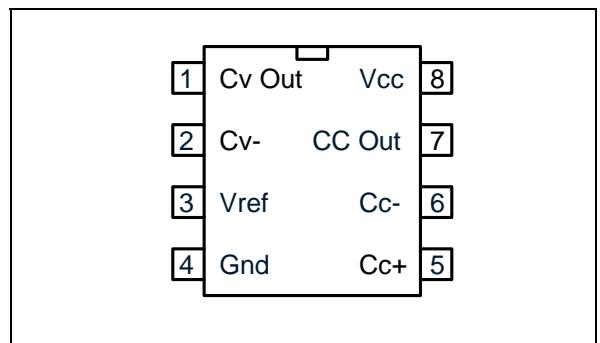 1 Cv Out Vcc 8
2 Cv- CC Out 7
3 Vref Cc- 6
4 Gnd Cc+ 5